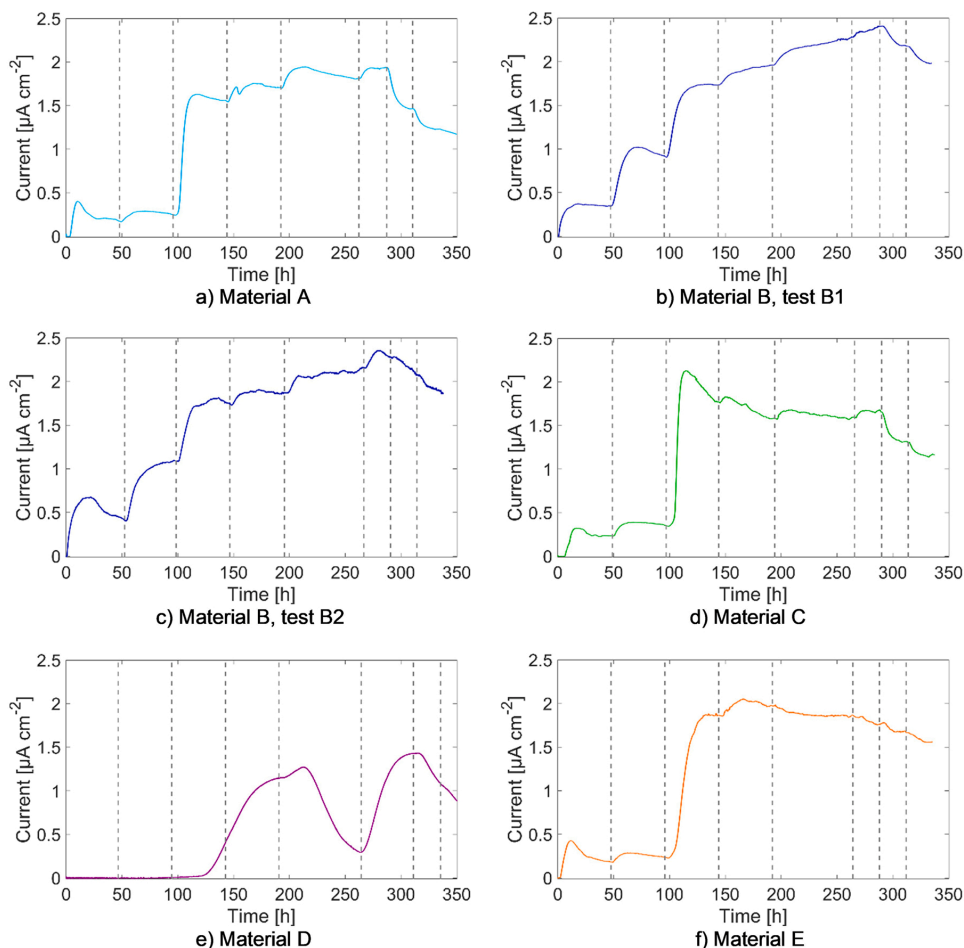 2.5 2.5
2 2
1.5 1.5
1 1
0.5 0.5
0 0
Current [µA cm⁻²] Current [µA cm⁻²]
0 50 100 150 200 250 300 350 0 50 100 150 200 250 300 350
Time [h] Time [h]
a) Material A b) Material B, test B1
2.5 2.5
2 2
1.5 1.5
1 1
0.5 0.5
0 0
Current [µA cm⁻²] Current [µA cm⁻²]
0 50 100 150 200 250 300 350 0 50 100 150 200 250 300 350
Time [h] Time [h]
c) Material B, test B2 d) Material C
2.5 2.5
2 2
1.5 1.5
1 1
0.5 0.5
0 0
Current [µA cm⁻²] Current [µA cm⁻²]
0 50 100 150 200 250 300 350 0 50 100 150 200 250 300 350
Time [h] Time [h]
e) Material D f) Material E